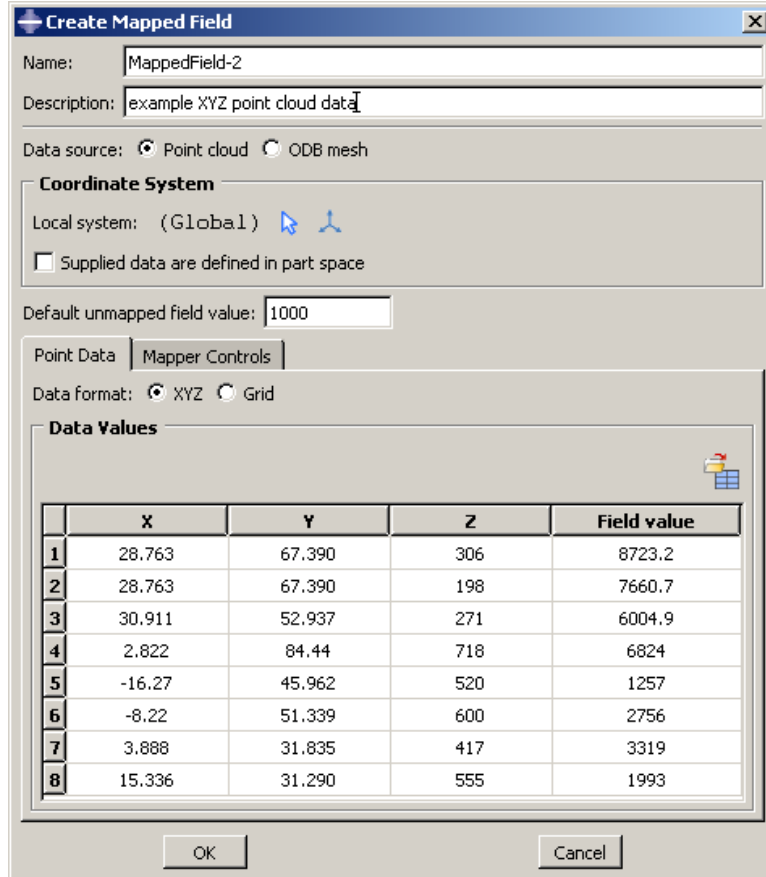 Create Mapped Field
Name: MappedField-2
Description: example XYZ point cloud data
Data source: Point cloud ODB mesh
Coordinate System
Local system: (Global)
Supplied data are defined in part space
Default unmapped field value: 1000
Point Data Mapper Controls
Data format: XYZ Grid
Data Values
X Y Z Field value
1 28.763 67.390 306 8723.2
2 28.763 67.390 198 7660.7
3 30.911 52.937 271 6004.9
4 2.822 84.44 718 6824
5 -16.27 45.962 520 1257
6 -8.22 51.339 600 2756
7 3.888 31.835 417 3319
8 15.336 31.290 555 1993
OK Cancel